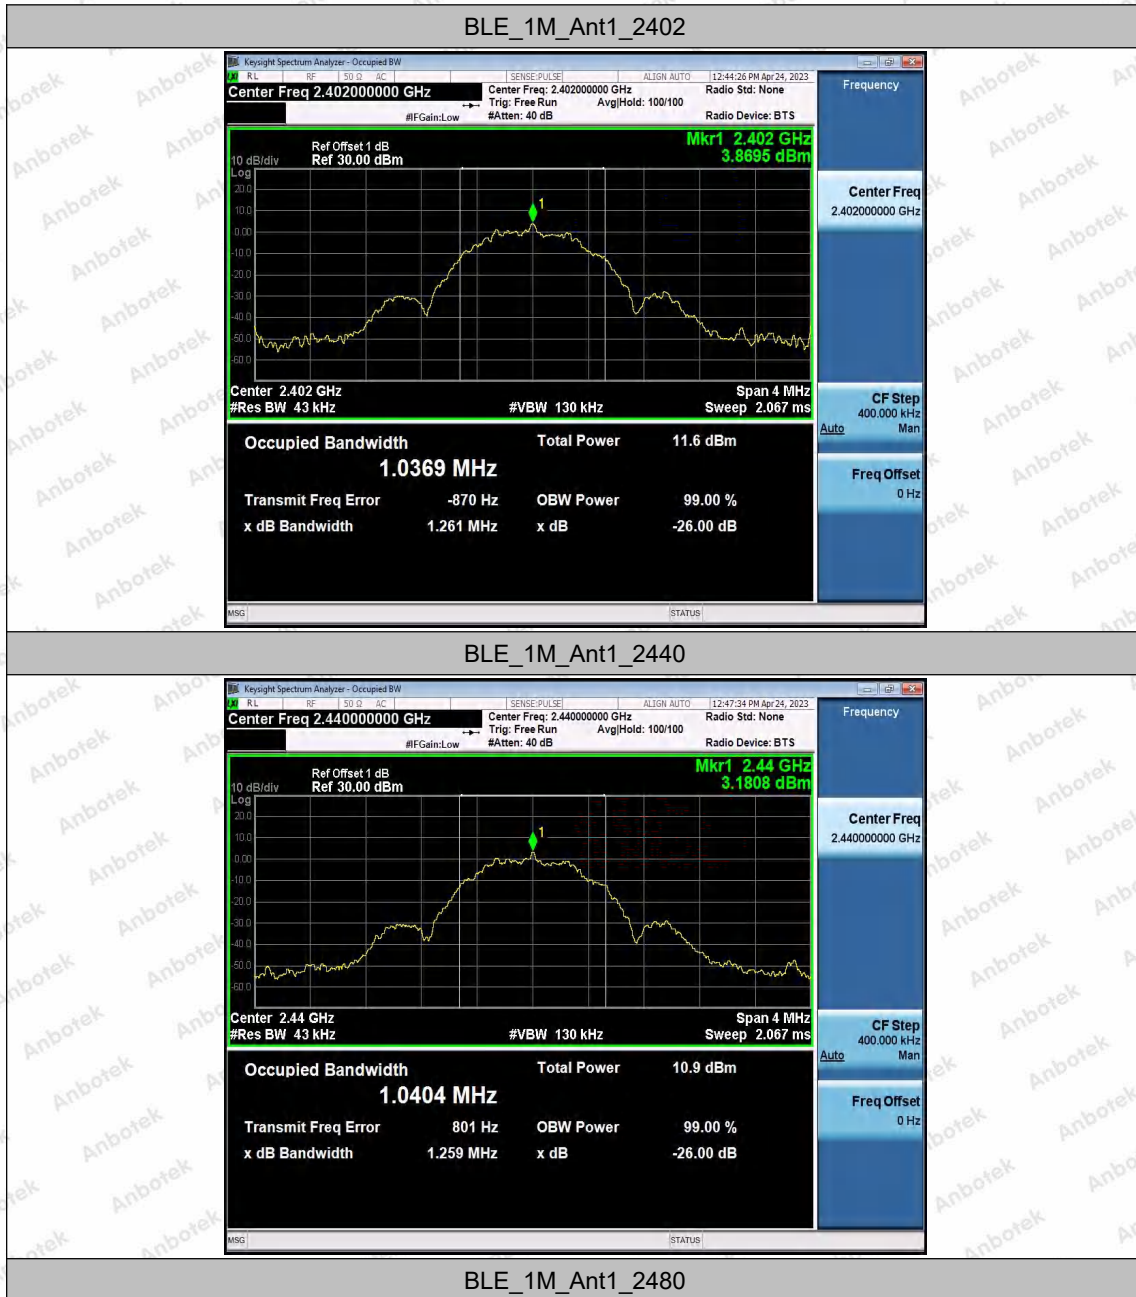 BLE_1M_Ant1_2402
Keysight Spectrum Analyzer - Occupied BW
RL RF 50 Ω AC SENSE:PULSE ALIGN AUTO 12:44:26 PM Apr 24, 2023
Center Freq 2.402000000 GHz
Center Freq: 2.402000000 GHz Radio Std: None
Trig: Free Run Avg|Hold: 100/100
#IFGain:Low #Atten: 40 dB Radio Device: BTS
Mkr1 2.402 GHz
3.8695 dBm
Ref Offset 1 dB
10 dB/div Ref 30.00 dBm
Log
20.0
10.0
0.00
-10.0
-20.0
-30.0
-40.0
-50.0
-60.0
1
Center 2.402 GHz Span 4 MHz
#Res BW 43 kHz #VBW 130 kHz Sweep 2.067 ms
Occupied Bandwidth Total Power 11.6 dBm
1.0369 MHz
Transmit Freq Error -870 Hz OBW Power 99.00 %
x dB Bandwidth 1.261 MHz x dB -26.00 dB
MSG STATUS
Frequency
Center Freq
2.402000000 GHz
CF Step
400.000 kHz
Auto Man
Freq Offset
0 Hz
BLE_1M_Ant1_2440
Keysight Spectrum Analyzer - Occupied BW
RL RF 50 Ω AC SENSE:PULSE ALIGN AUTO 12:47:34 PM Apr 24, 2023
Center Freq 2.440000000 GHz
Center Freq: 2.440000000 GHz Radio Std: None
Trig: Free Run Avg|Hold: 100/100
#IFGain:Low #Atten: 40 dB Radio Device: BTS
Mkr1 2.44 GHz
3.1808 dBm
Ref Offset 1 dB
10 dB/div Ref 30.00 dBm
Log
20.0
10.0
0.00
-10.0
-20.0
-30.0
-40.0
-50.0
-60.0
1
Center 2.44 GHz Span 4 MHz
#Res BW 43 kHz #VBW 130 kHz Sweep 2.067 ms
Occupied Bandwidth Total Power 10.9 dBm
1.0404 MHz
Transmit Freq Error 801 Hz OBW Power 99.00 %
x dB Bandwidth 1.259 MHz x dB -26.00 dB
MSG STATUS
Frequency
Center Freq
2.440000000 GHz
CF Step
400.000 kHz
Auto Man
Freq Offset
0 Hz
BLE_1M_Ant1_2480
Anbotek